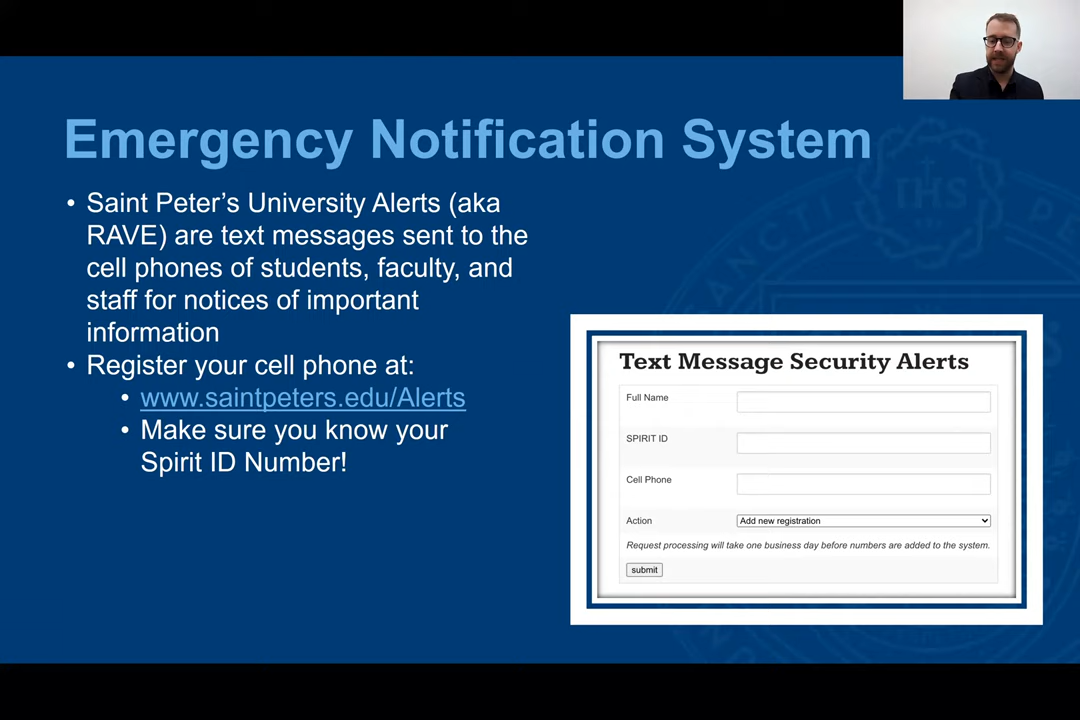 Emergency Notification System
• Saint Peter’s University Alerts (aka
RAVE) are text messages sent to the
cell phones of students, faculty, and
staff for notices of important
information
• Register your cell phone at:
• www.saintpeters.edu/Alerts
• Make sure you know your
Spirit ID Number!
Text Message Security Alerts
Full Name
SPIRIT ID
Cell Phone
Action Add new registration
Request processing will take one business day before numbers are added to the system.
submit
IHS
SANCTI PE